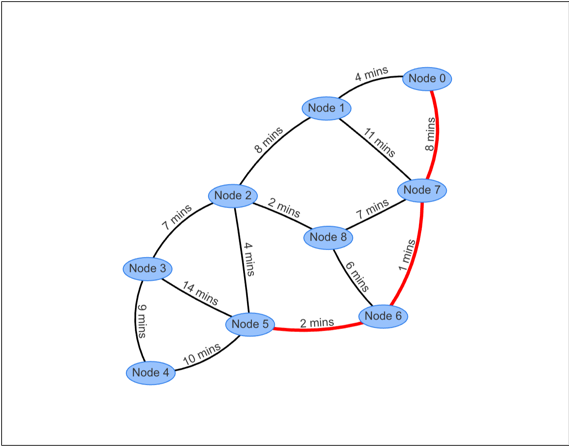 Node 0
4 mins
Node 1
8 mins
11 mins
8 mins
Node 7
Node 2
2 mins
7 mins
7 mins
Node 8
4 mins
1 mins
6 mins
Node 3
14 mins
9 mins
Node 6
2 mins
Node 5
10 mins
Node 4